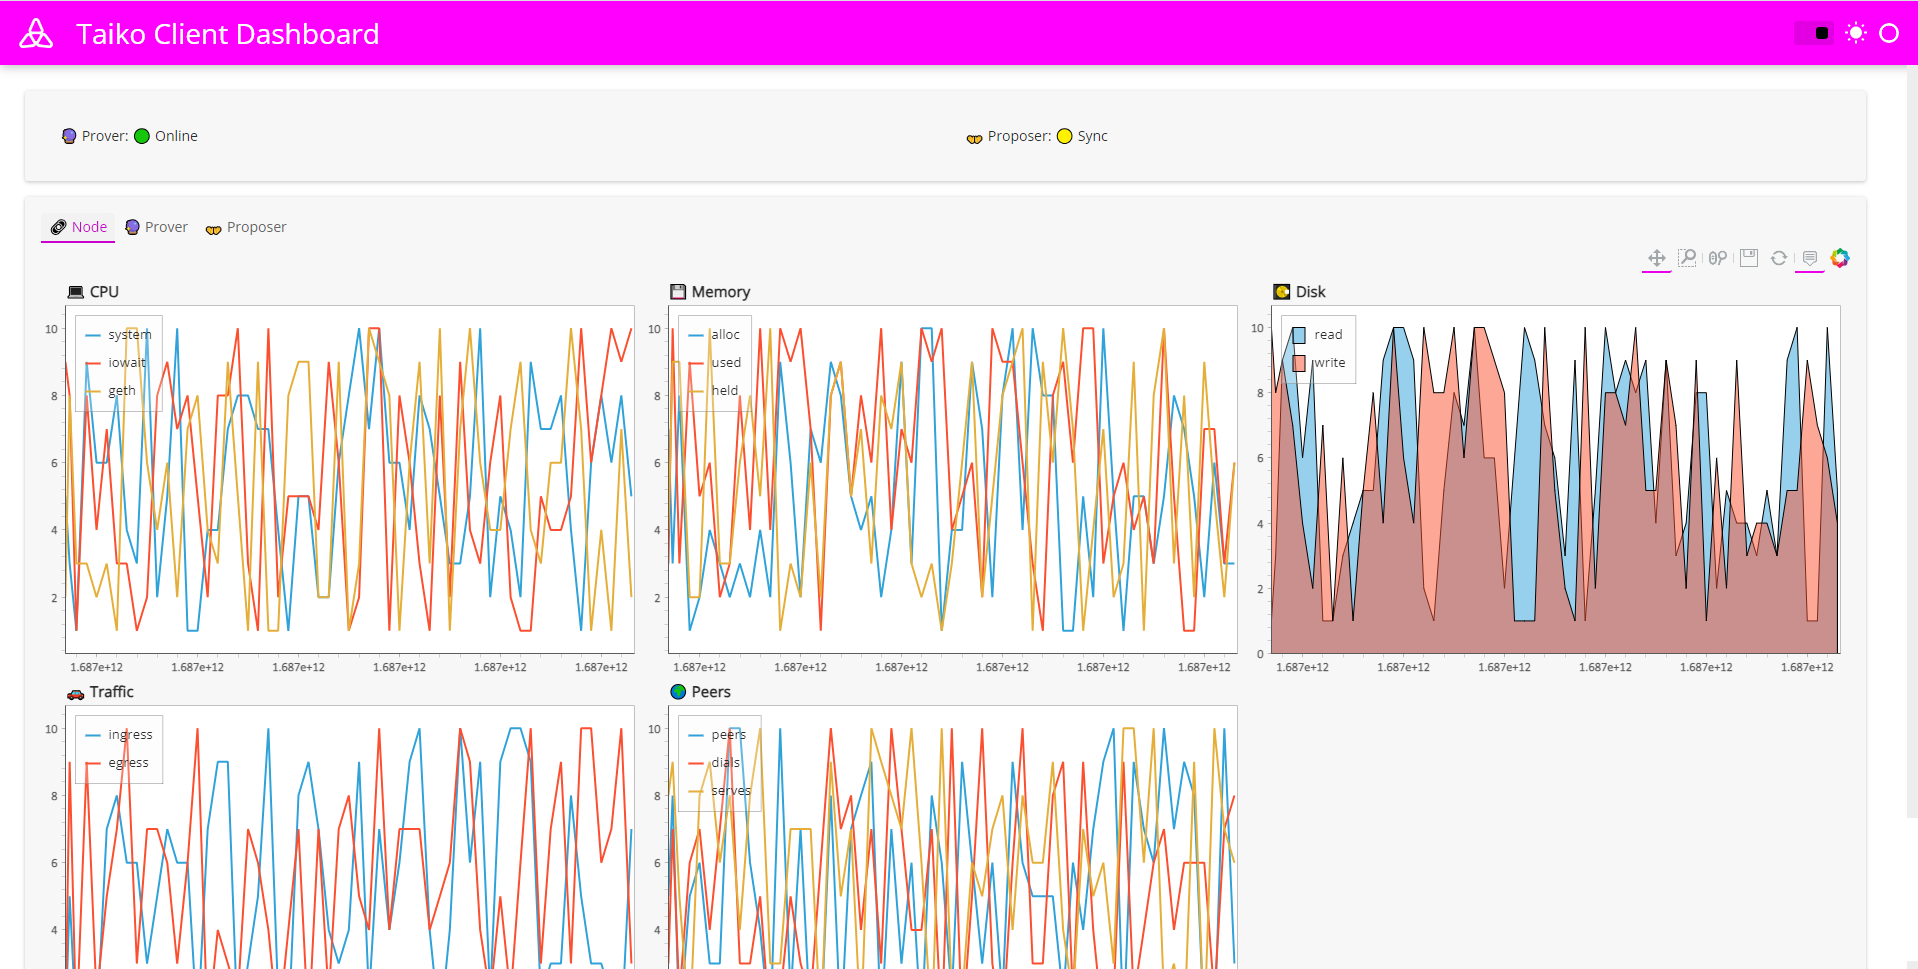 Taiko Client Dashboard
Prover: Online
Proposer: Sync
Node Prover Proposer
CPU
system
iowait
geth
10
8
6
4
2
1.687e+12 1.687e+12 1.687e+12 1.687e+12 1.687e+12 1.687e+12
Memory
alloc
used
held
10
8
6
4
2
1.687e+12 1.687e+12 1.687e+12 1.687e+12 1.687e+12 1.687e+12
Disk
read
write
10
8
6
4
2
0
1.687e+12 1.687e+12 1.687e+12 1.687e+12 1.687e+12 1.687e+12
Traffic
ingress
egress
10
8
6
4
Peers
peers
dials
serves
10
8
6
4